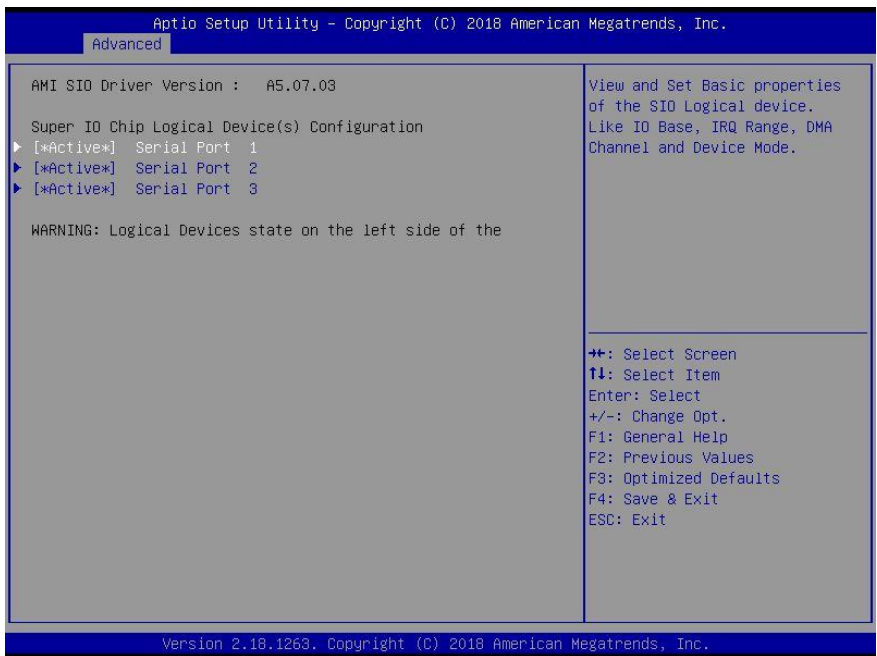 Aptio Setup Utility – Copyright (C) 2018 American Megatrends, Inc.
Advanced
AMI SIO Driver Version : A5.07.03
Super IO Chip Logical Device(s) Configuration
[*Active*] Serial Port 1
[*Active*] Serial Port 2
[*Active*] Serial Port 3
WARNING: Logical Devices state on the left side of the
View and Set Basic properties
of the SIO Logical device.
Like IO Base, IRQ Range, DMA
Channel and Device Mode.
→←: Select Screen
↑↓: Select Item
Enter: Select
+/-: Change Opt.
F1: General Help
F2: Previous Values
F3: Optimized Defaults
F4: Save & Exit
ESC: Exit
Version 2.18.1263. Copyright (C) 2018 American Megatrends, Inc.